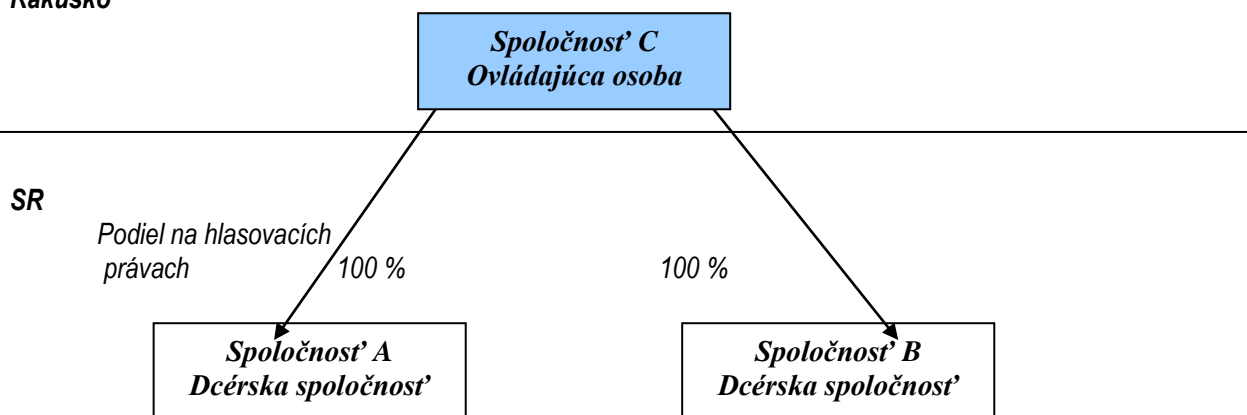 Rakúsko
Spoločnosť C
Ovládajúca osoba
SR
Podiel na hlasovacích
právach 100 % 100 %
Spoločnosť A
Dcérska spoločnosť
Spoločnosť B
Dcérska spoločnosť